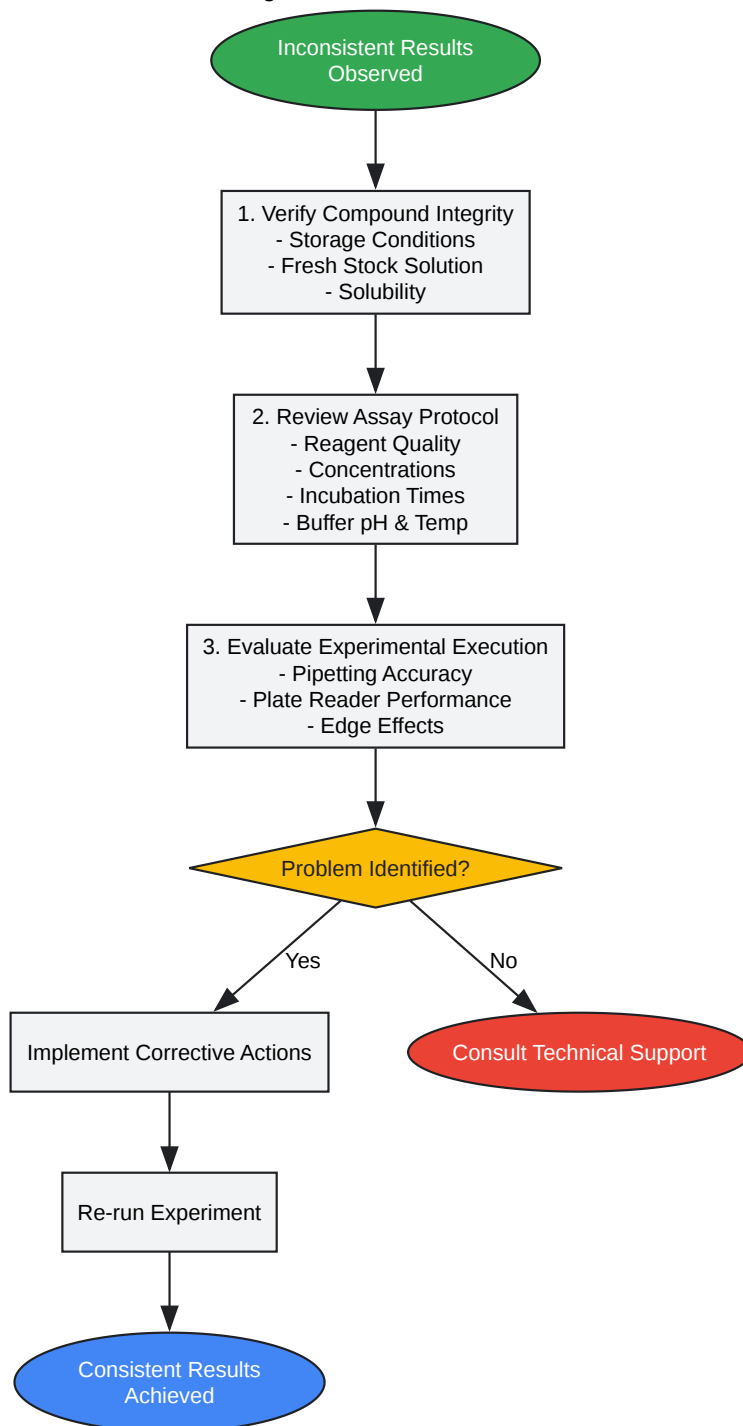 Inconsistent Results
Observed
1. Verify Compound Integrity
- Storage Conditions
- Fresh Stock Solution
- Solubility
2. Review Assay Protocol
- Reagent Quality
- Concentrations
- Incubation Times
- Buffer pH & Temp
3. Evaluate Experimental Execution
- Pipetting Accuracy
- Plate Reader Performance
- Edge Effects
Problem Identified?
Yes
No
Implement Corrective Actions
Consult Technical Support
Re-run Experiment
Consistent Results
Achieved